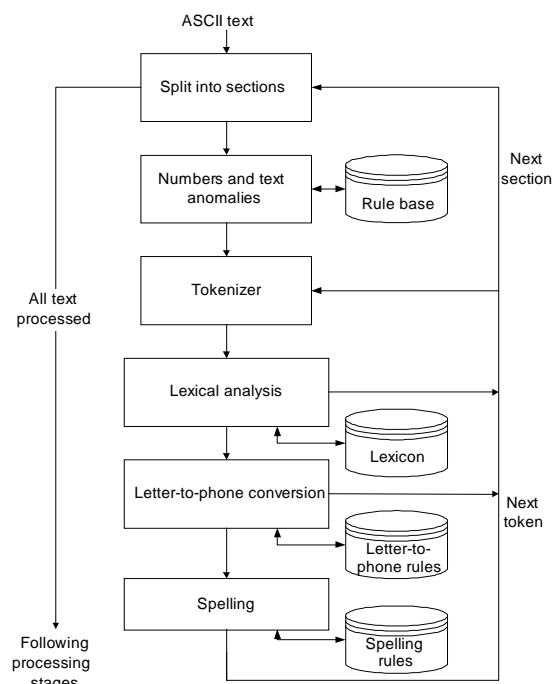 ASCII text
Split into sections
Next
section
Numbers and text
anomalies
Rule base
Tokenizer
All text
processed
Lexical analysis
Lexicon
Letter-to-phone conversion
Next
token
Letter-to-
phone rules
Spelling
Spelling
rules
Following
processing
stages